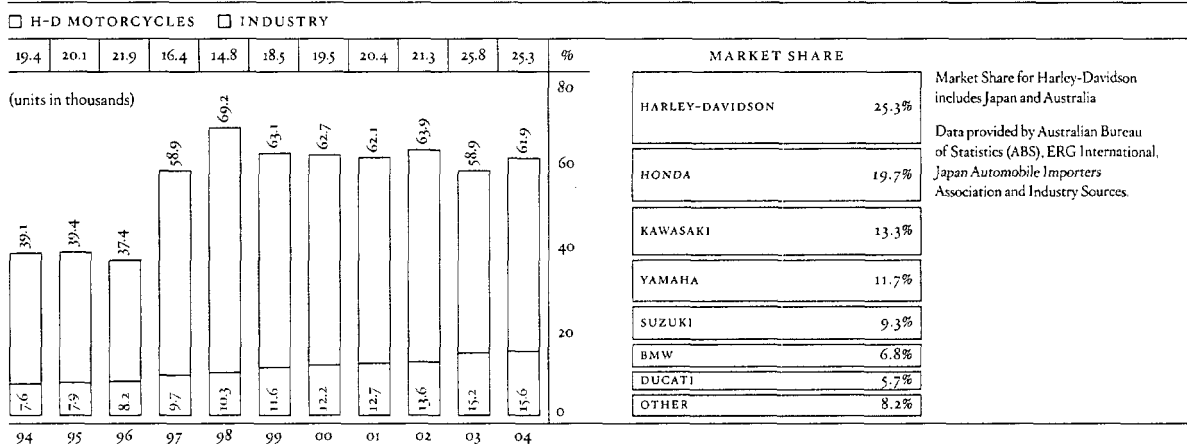 H-D MOTORCYCLES INDUSTRY
19.4 20.1 21.9 16.4 14.8 18.5 19.5 20.4 21.3 25.8 25.3 %
(units in thousands)
80
60
40
20
0
39.1 39.4 37.4 58.9 69.2 63.1 62.7 62.1 63.9 58.9 61.9
7.6 7.9 8.2 9.7 10.3 11.6 12.2 12.7 13.6 15.2 15.6
94 95 96 97 98 99 00 01 02 03 04
MARKET SHARE
HARLEY-DAVIDSON 25.3%
HONDA 19.7%
KAWASAKI 13.3%
YAMAHA 11.7%
SUZUKI 9.3%
BMW 6.8%
DUCATI 5.7%
OTHER 8.2%
Market Share for Harley-Davidson
includes Japan and Australia
Data provided by Australian Bureau
of Statistics (ABS), ERG International,
Japan Automobile Importers
Association and Industry Sources.